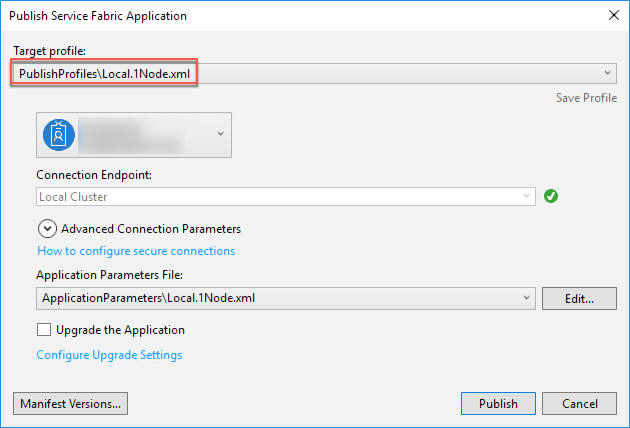 Publish Service Fabric Application
Target profile:
PublishProfiles\Local.1Node.xml
Save Profile
Connection Endpoint:
Local Cluster
Advanced Connection Parameters
How to configure secure connections
Application Parameters File:
ApplicationParameters\Local.1Node.xml
Edit...
Upgrade the Application
Configure Upgrade Settings
Manifest Versions... Publish Cancel